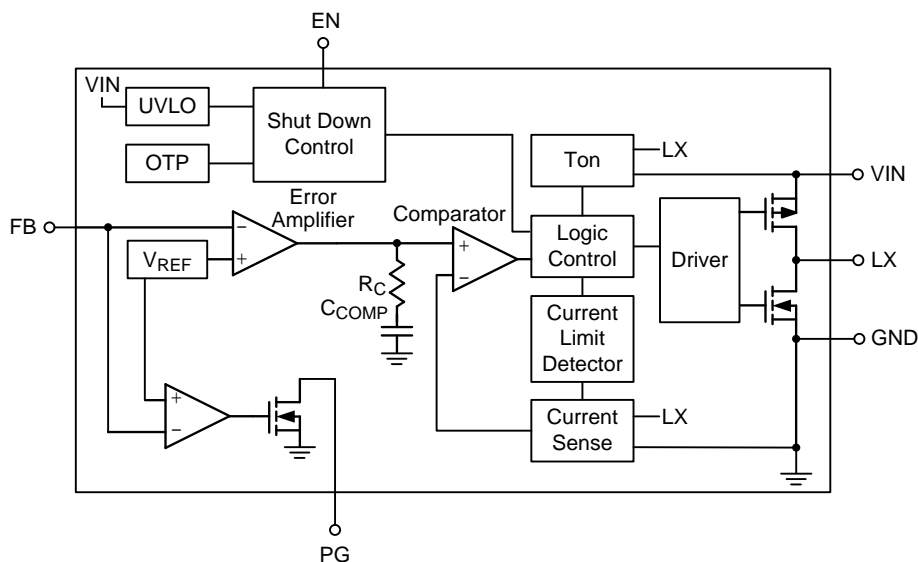 EN
VIN
UVLO
Shut Down
Control
OTP
Ton
LX
VIN
Error
Amplifier
Comparator
FB
−
+
VREF
+
−
Logic
Control
Driver
LX
RC
CCOMP
Current
Limit
Detector
GND
+
−
Current
Sense
LX
PG